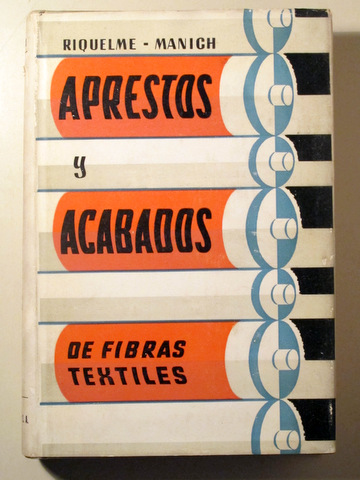 RIQUELME - MANICH
APRESTOS
y
ACABADOS
DE FIBRAS
TEXTILES